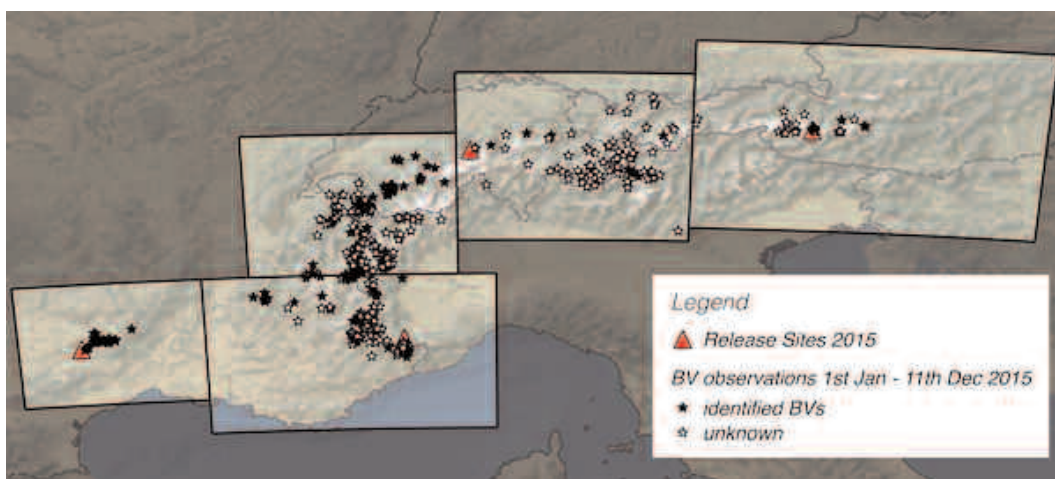 Legend
Release Sites 2015
BV observations 1st Jan - 11th Dec 2015
identified BVs
unknown